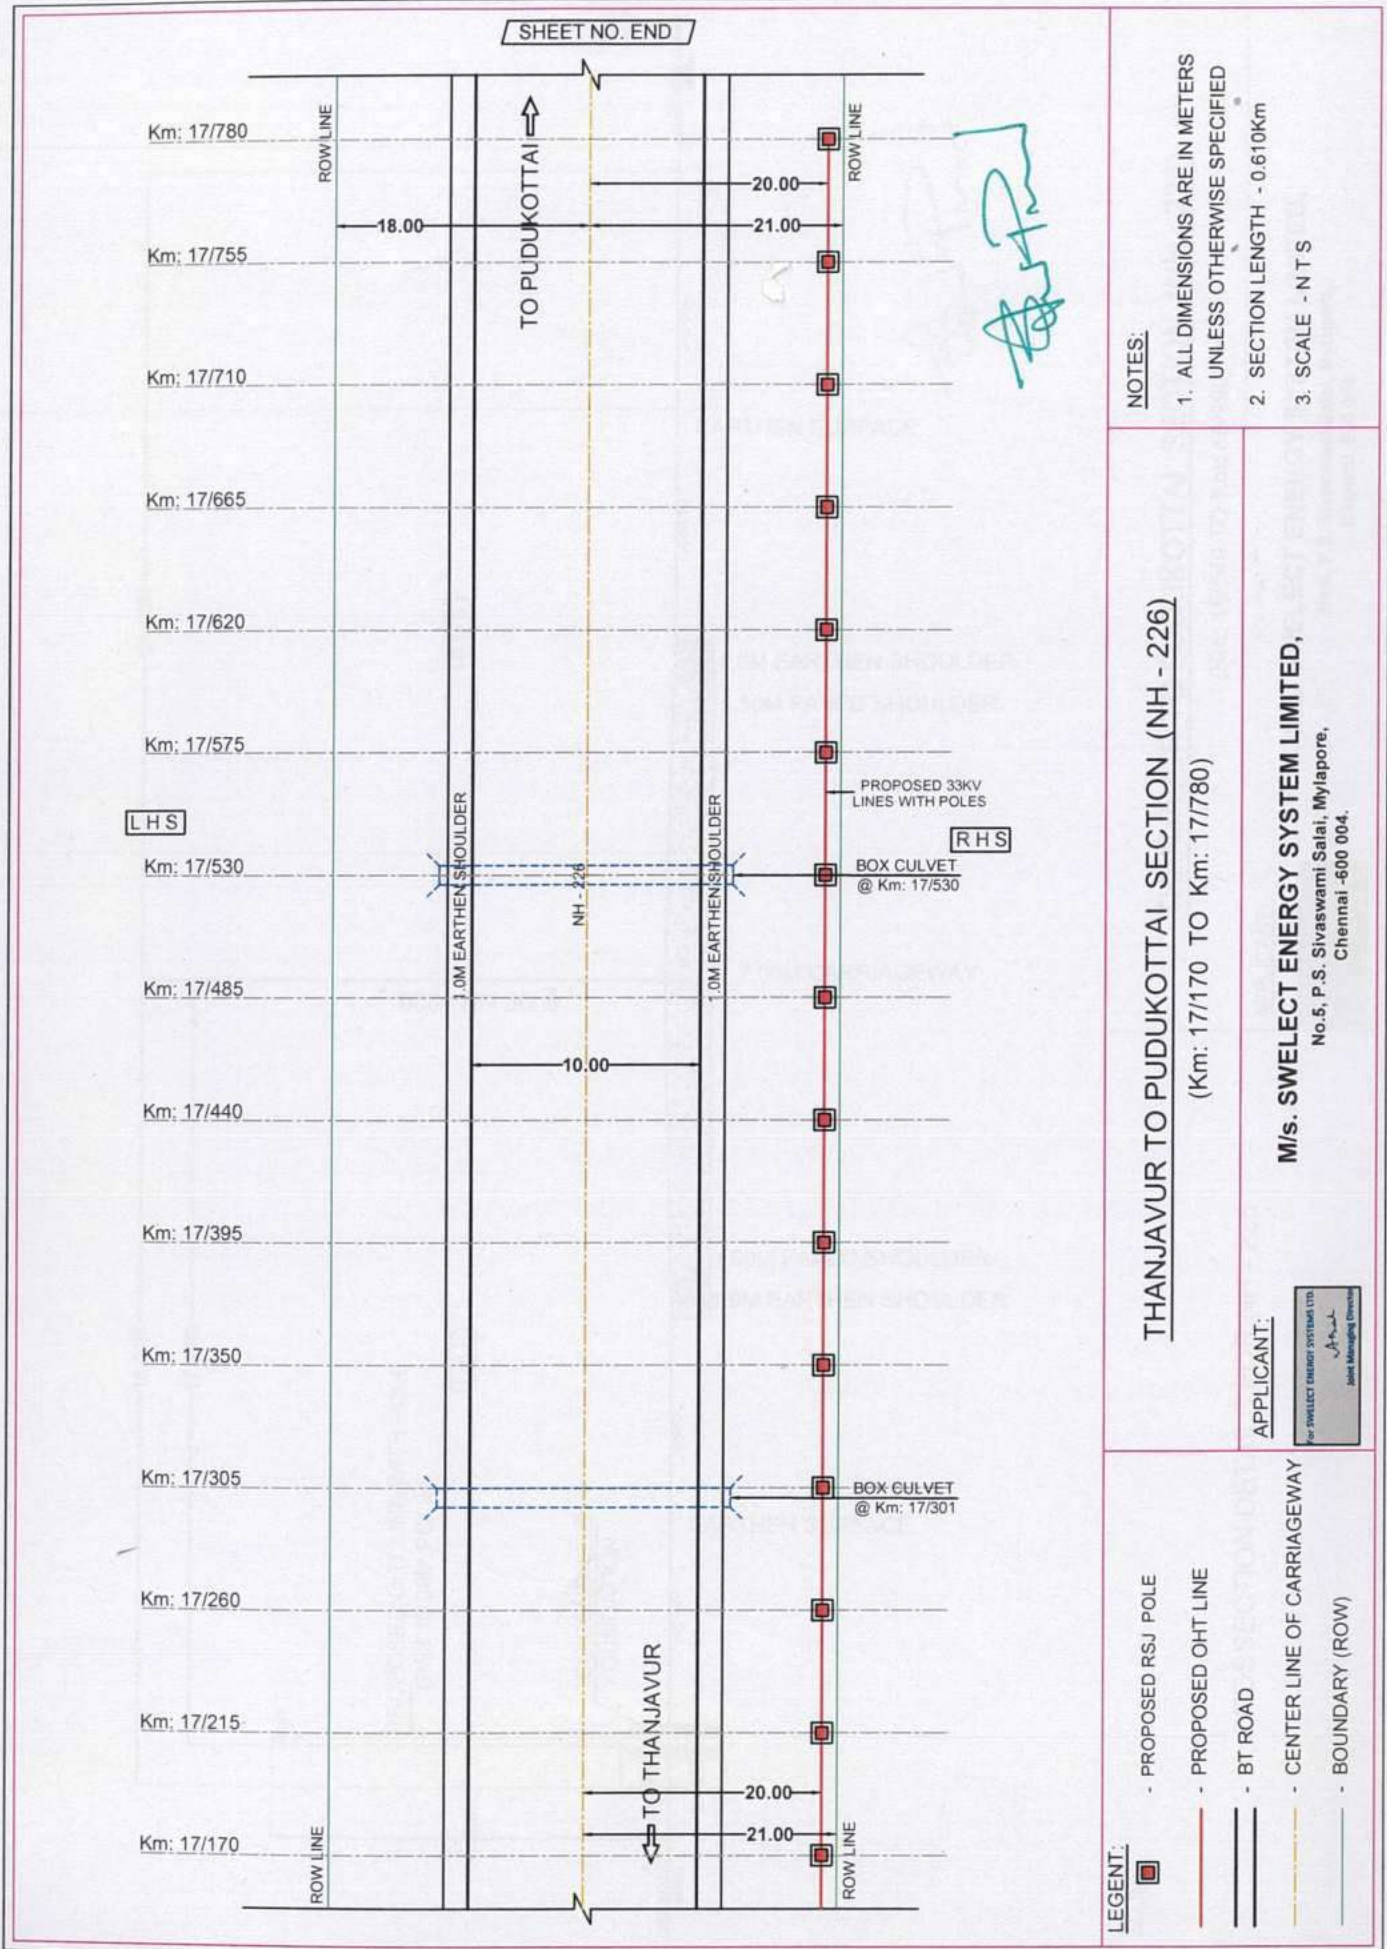 SHEET NO. END
Km: 17/780
Km: 17/755
Km: 17/710
Km: 17/665
Km: 17/620
Km: 17/575
L H S
Km: 17/530
Km: 17/485
Km: 17/440
Km: 17/395
Km: 17/350
Km: 17/305
Km: 17/260
Km: 17/215
Km: 17/170
ROW LINE
ROW LINE
18.00
TO PUDUKOTTAI
20.00
21.00
1.0M EARTHEN SHOULDER
NH - 226
1.0M EARTHEN SHOULDER
PROPOSED 33KV
LINES WITH POLES
R H S
BOX CULVET
@ Km: 17/530
10.00
BOX CULVET
@ Km: 17/301
TO THANJAVUR
20.00
21.00
ROW LINE
ROW LINE
LEGENT:
- PROPOSED RSJ POLE
- PROPOSED OHT LINE
- BT ROAD
- CENTER LINE OF CARRIAGEWAY
- BOUNDARY (ROW)
THANJAVUR TO PUDUKOTTAI SECTION (NH - 226)
(Km: 17/170 TO Km: 17/780)
APPLICANT:
For SWELECT ENERGY SYSTEMS LTD.
Joint Managing Director
M/s. SWELECT ENERGY SYSTEM LIMITED,
No.5, P.S. Sivaswami Salai, Mylapore,
Chennai -600 004.
NOTES:
1. ALL DIMENSIONS ARE IN METERS
UNLESS OTHERWISE SPECIFIED
2. SECTION LENGTH - 0.610Km
3. SCALE - N T S